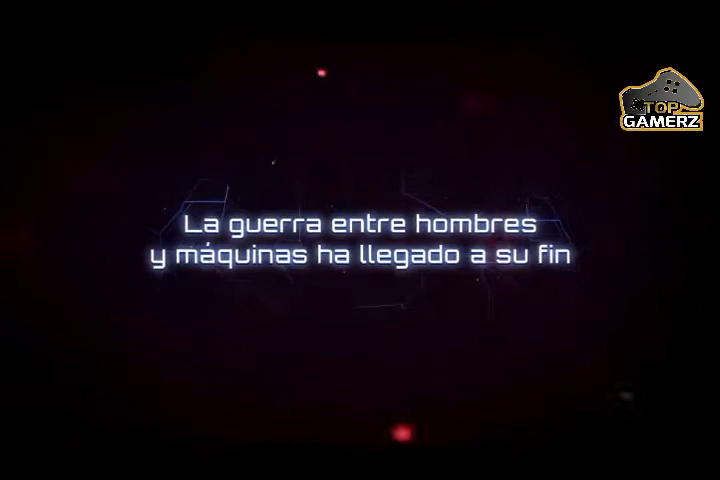 TOP
GAMERZ
La guerra entre hombres
y máquinas ha llegado a su fin